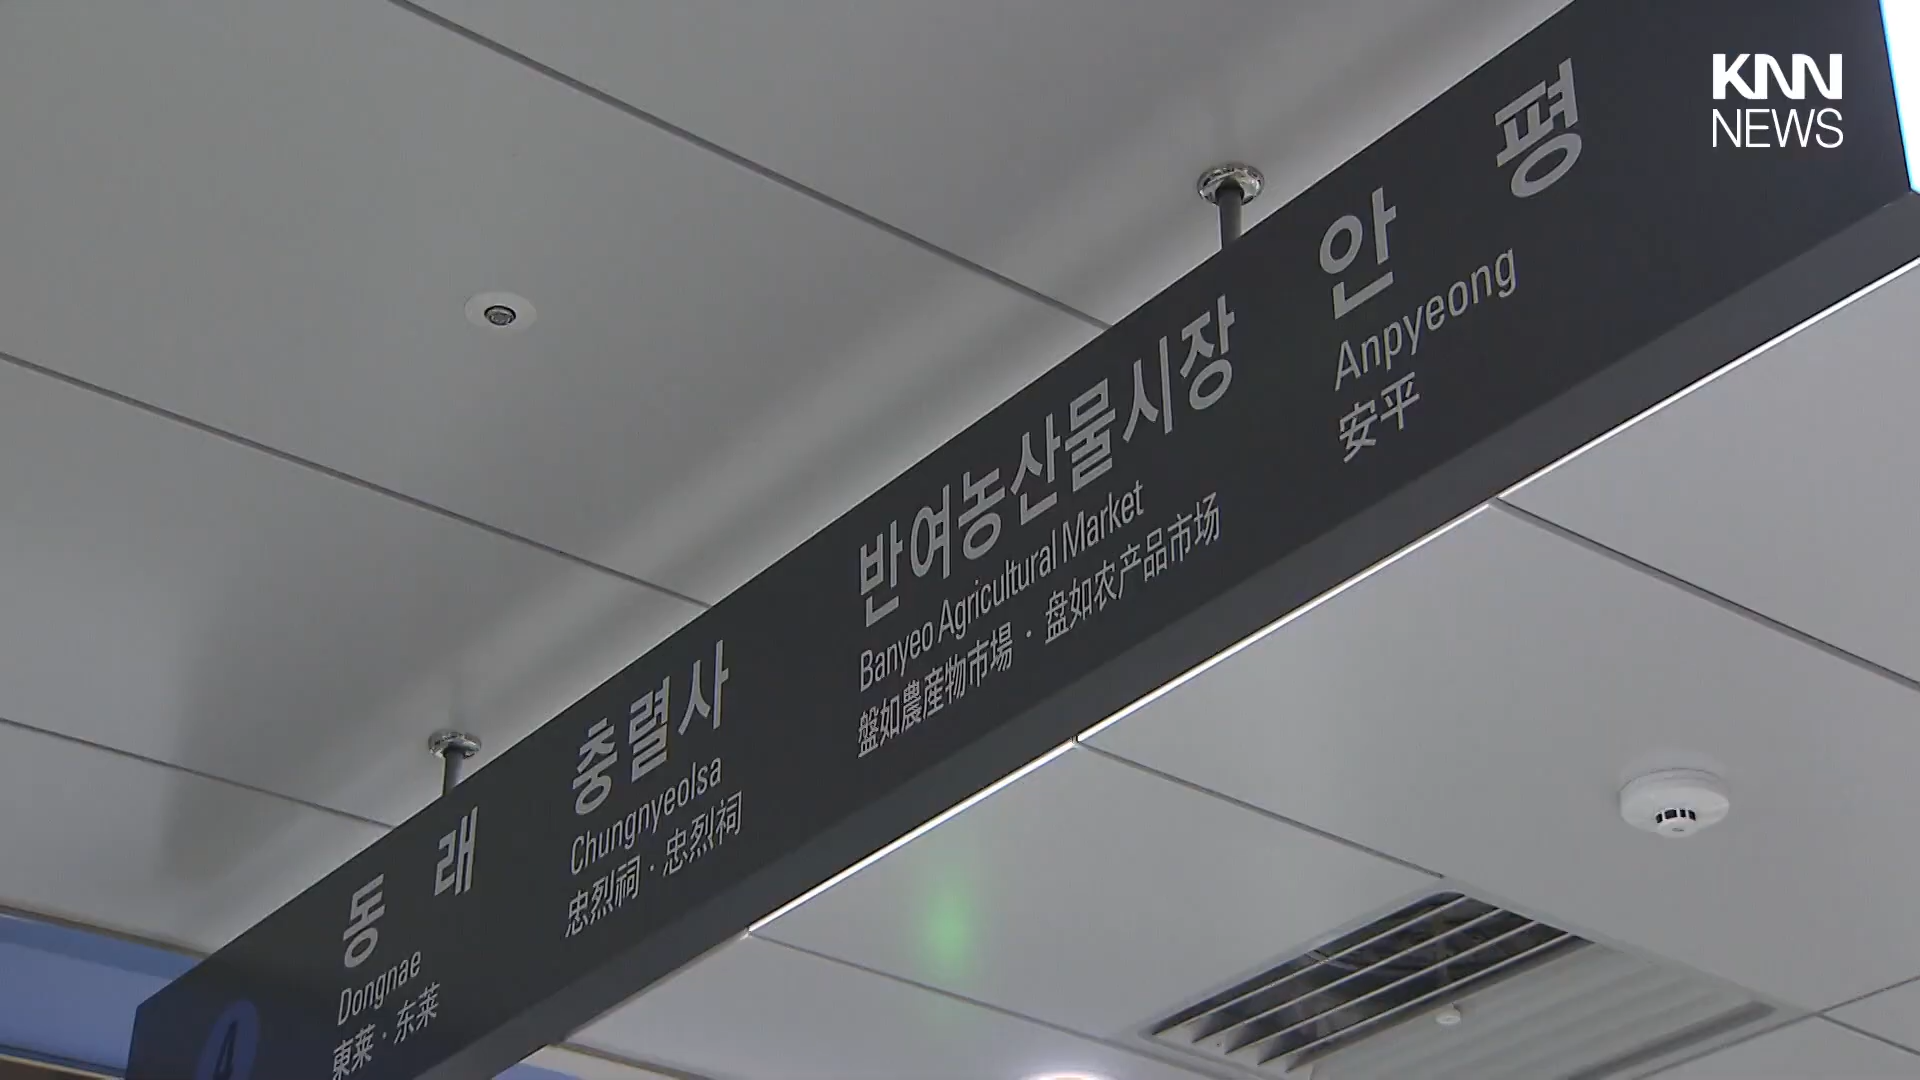 KNN
NEWS
4
동래
Dongnae
東萊·东莱
충렬사
Chungnyeolsa
忠烈祠·忠烈祠
반여농산물시장
Banyeo Agricultural Market
盤如農産物市場·盘如农产品市场
안평
Anpyeong
安平